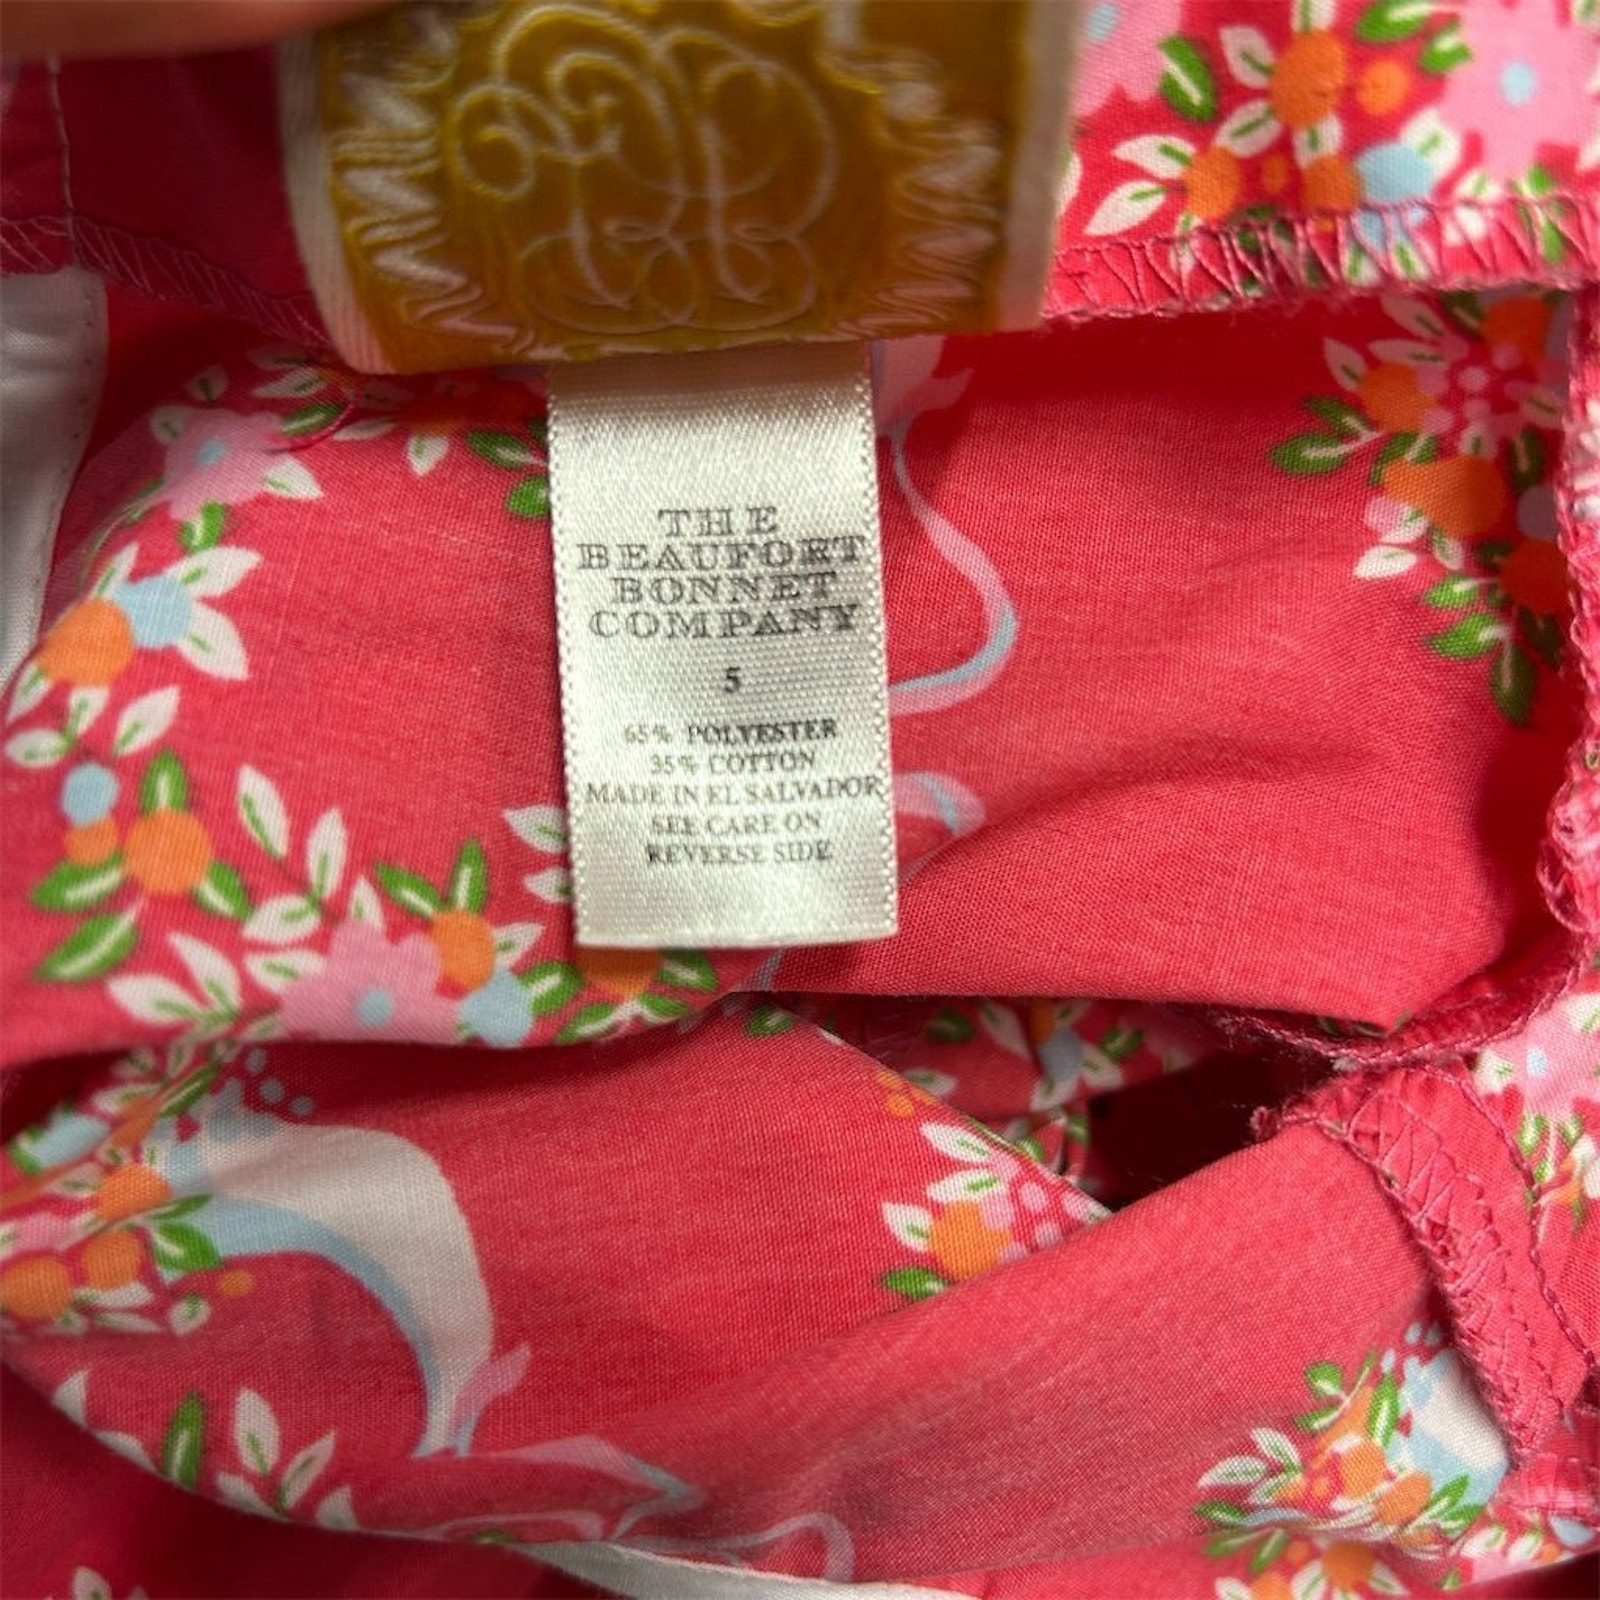 THE
BEAUFORT
BONNET
COMPANY
5
65% POLYESTER
35% COTTON
MADE IN EL SALVADOR
SEE CARE ON
REVERSE SIDE